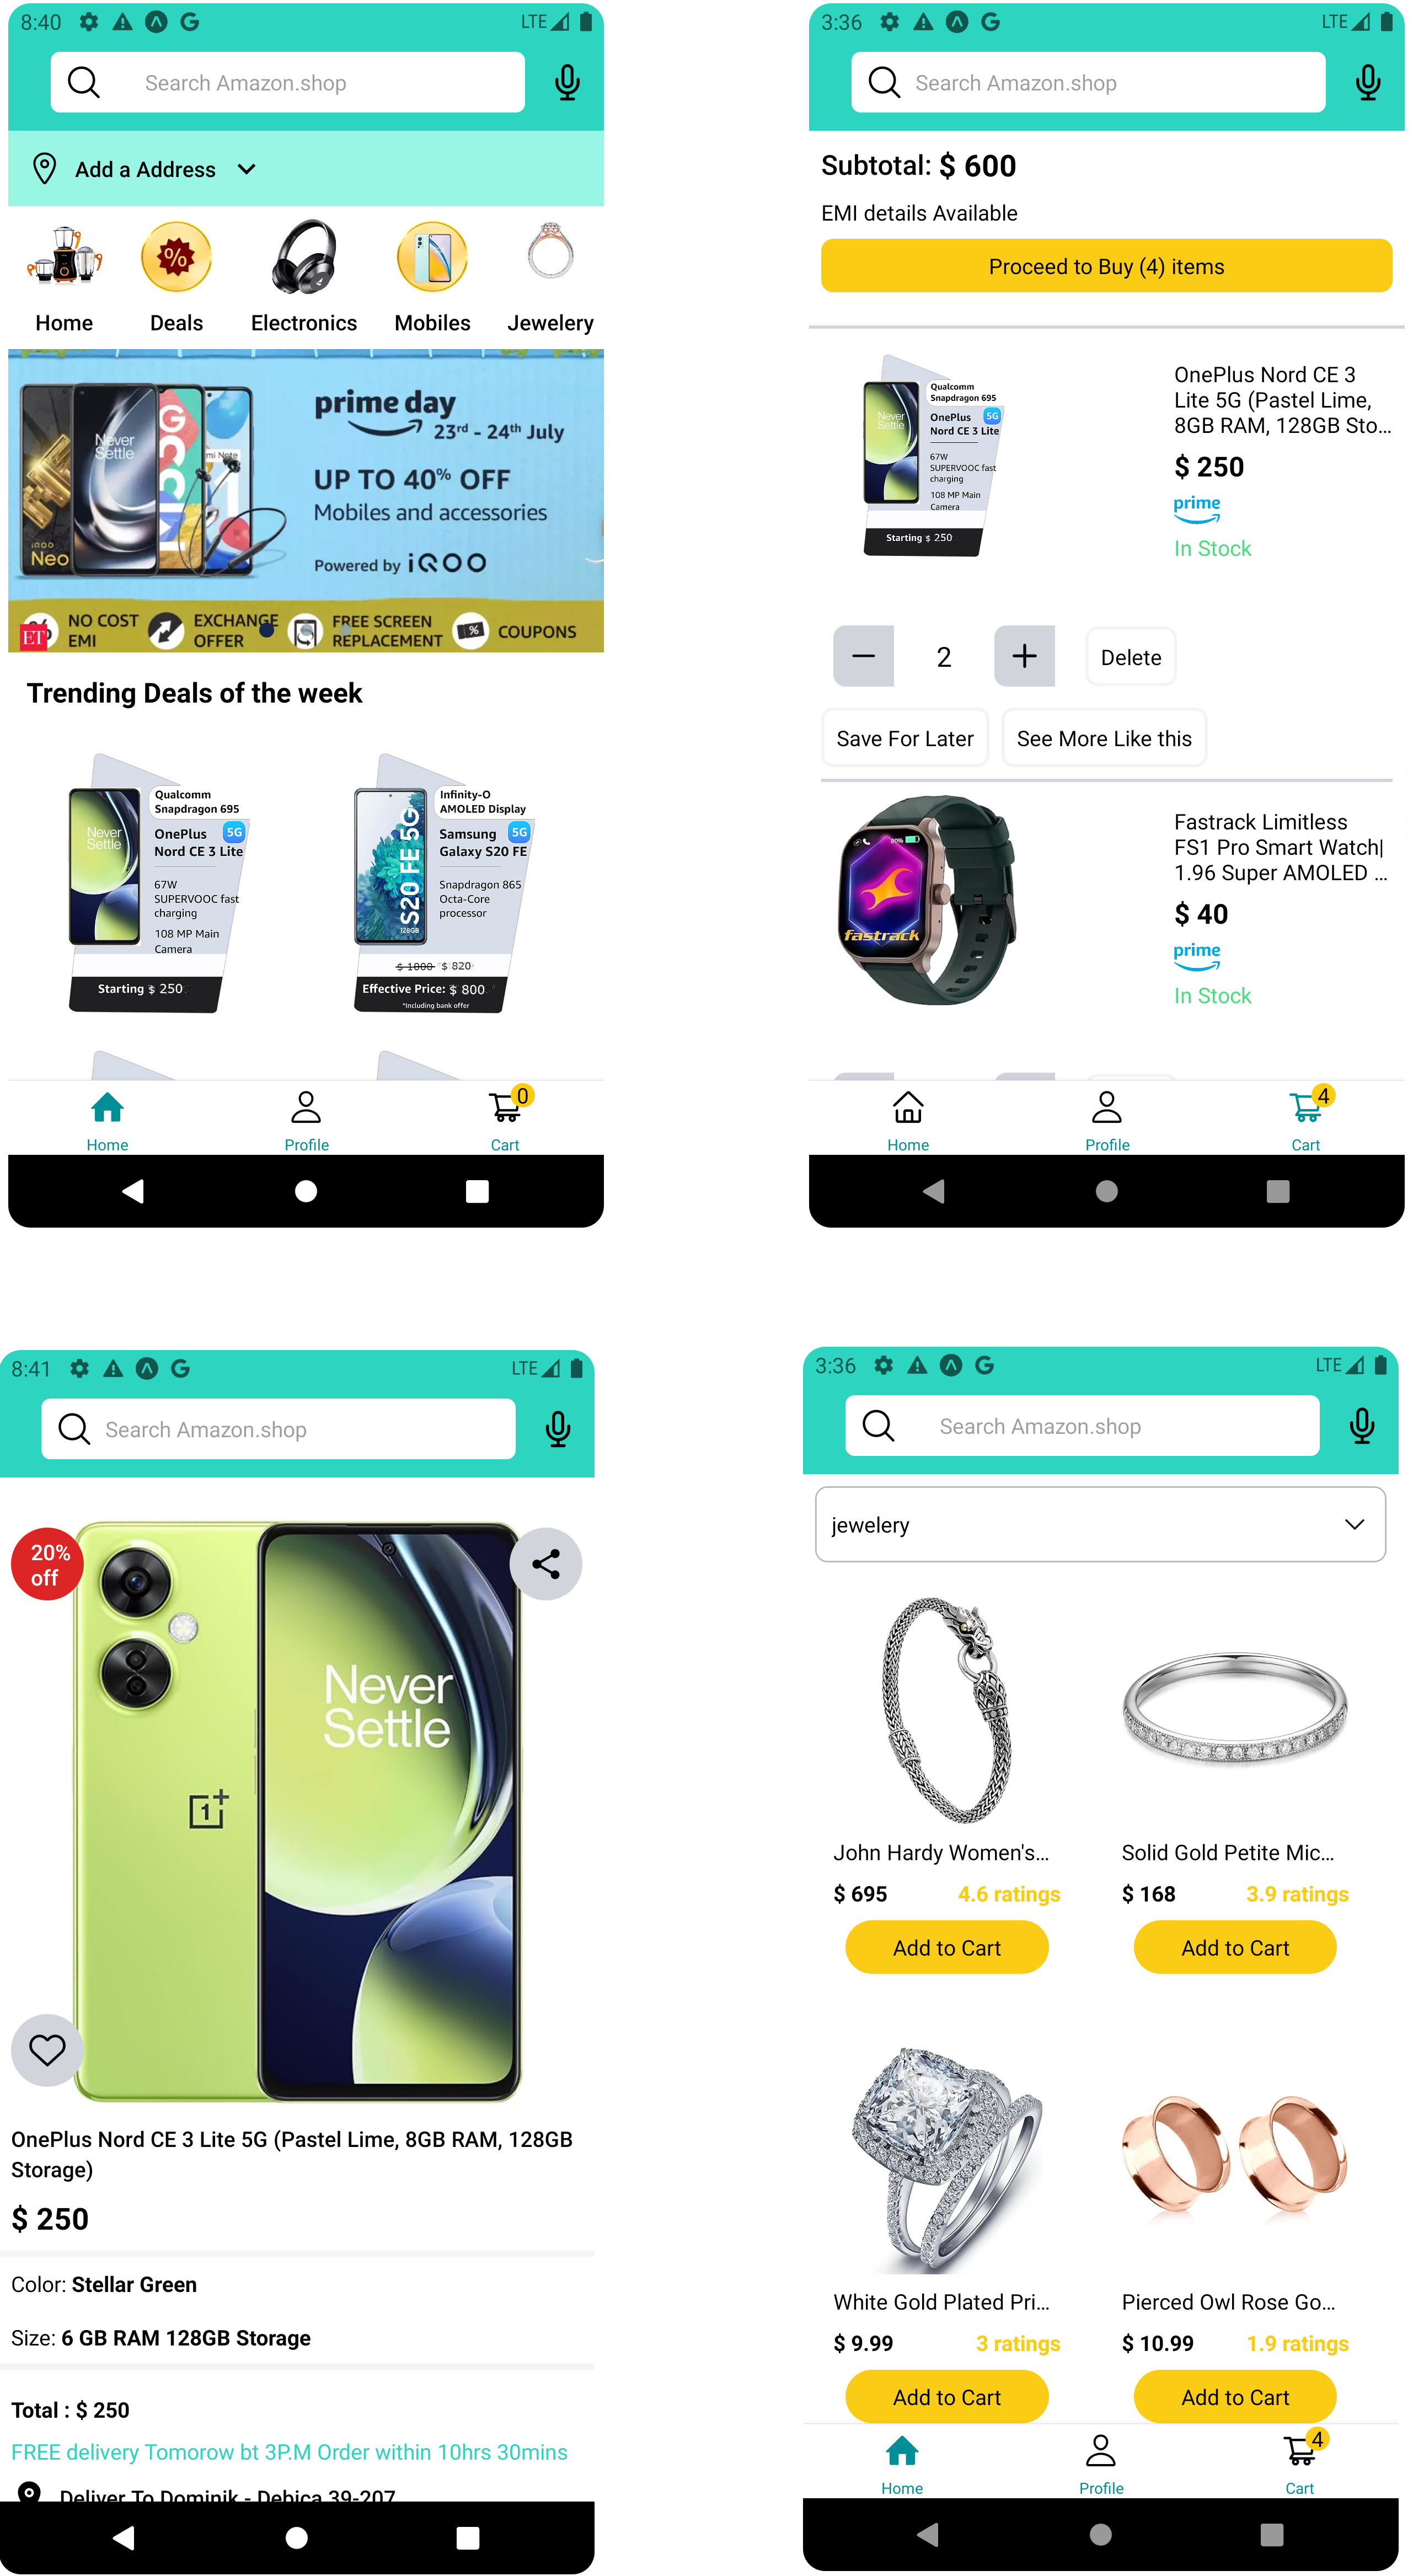 8:40
LTE
Search Amazon.shop
Add a Address
%
Home
Deals
Electronics
Mobiles
Jewelery
prime day
23rd - 24th July
UP TO 40% OFF
Mobiles and accessories
Powered by iQOO
Never
Settle
mi Note
iQOO
Neo
ET
NO COST
EMI
EXCHANGE
OFFER
FREE SCREEN
REPLACEMENT
%
COUPONS
Trending Deals of the week
Never
Settle
Qualcomm
Snapdragon 695
OnePlus 5G
Nord CE 3 Lite
67W
SUPERVOOC fast
charging
108 MP Main
Camera
Starting $ 250
S20 FE 5G
128GB
Infinity-O
AMOLED Display
Samsung 5G
Galaxy S20 FE
Snapdragon 865
Octa-Core
processor
$ 1000 $ 820
Effective Price: $ 800
*Including bank offer
0
Home
Profile
Cart
3:36
LTE
Search Amazon.shop
Subtotal: $ 600
EMI details Available
Proceed to Buy (4) items
Never
Settle
Qualcomm
Snapdragon 695
OnePlus 5G
Nord CE 3 Lite
67W
SUPERVOOC fast
charging
108 MP Main
Camera
Starting $ 250
OnePlus Nord CE 3
Lite 5G (Pastel Lime,
8GB RAM, 128GB Sto...
$ 250
prime
In Stock
2
Delete
Save For Later
See More Like this
80%
fastrack
Fastrack Limitless
FS1 Pro Smart Watch|
1.96 Super AMOLED ...
$ 40
prime
In Stock
4
Home
Profile
Cart
8:41
LTE
Search Amazon.shop
20%
off
Never
Settle
1+
OnePlus Nord CE 3 Lite 5G (Pastel Lime, 8GB RAM, 128GB
Storage)
$ 250
Color: Stellar Green
Size: 6 GB RAM 128GB Storage
Total : $ 250
FREE delivery Tomorow bt 3P.M Order within 10hrs 30mins
Deliver To Dominik - Debica 39-207
3:36
LTE
Search Amazon.shop
jewelery
John Hardy Women's...
$ 695
4.6 ratings
Add to Cart
Solid Gold Petite Mic...
$ 168
3.9 ratings
Add to Cart
White Gold Plated Pri...
$ 9.99
3 ratings
Add to Cart
Pierced Owl Rose Go...
$ 10.99
1.9 ratings
Add to Cart
4
Home
Profile
Cart